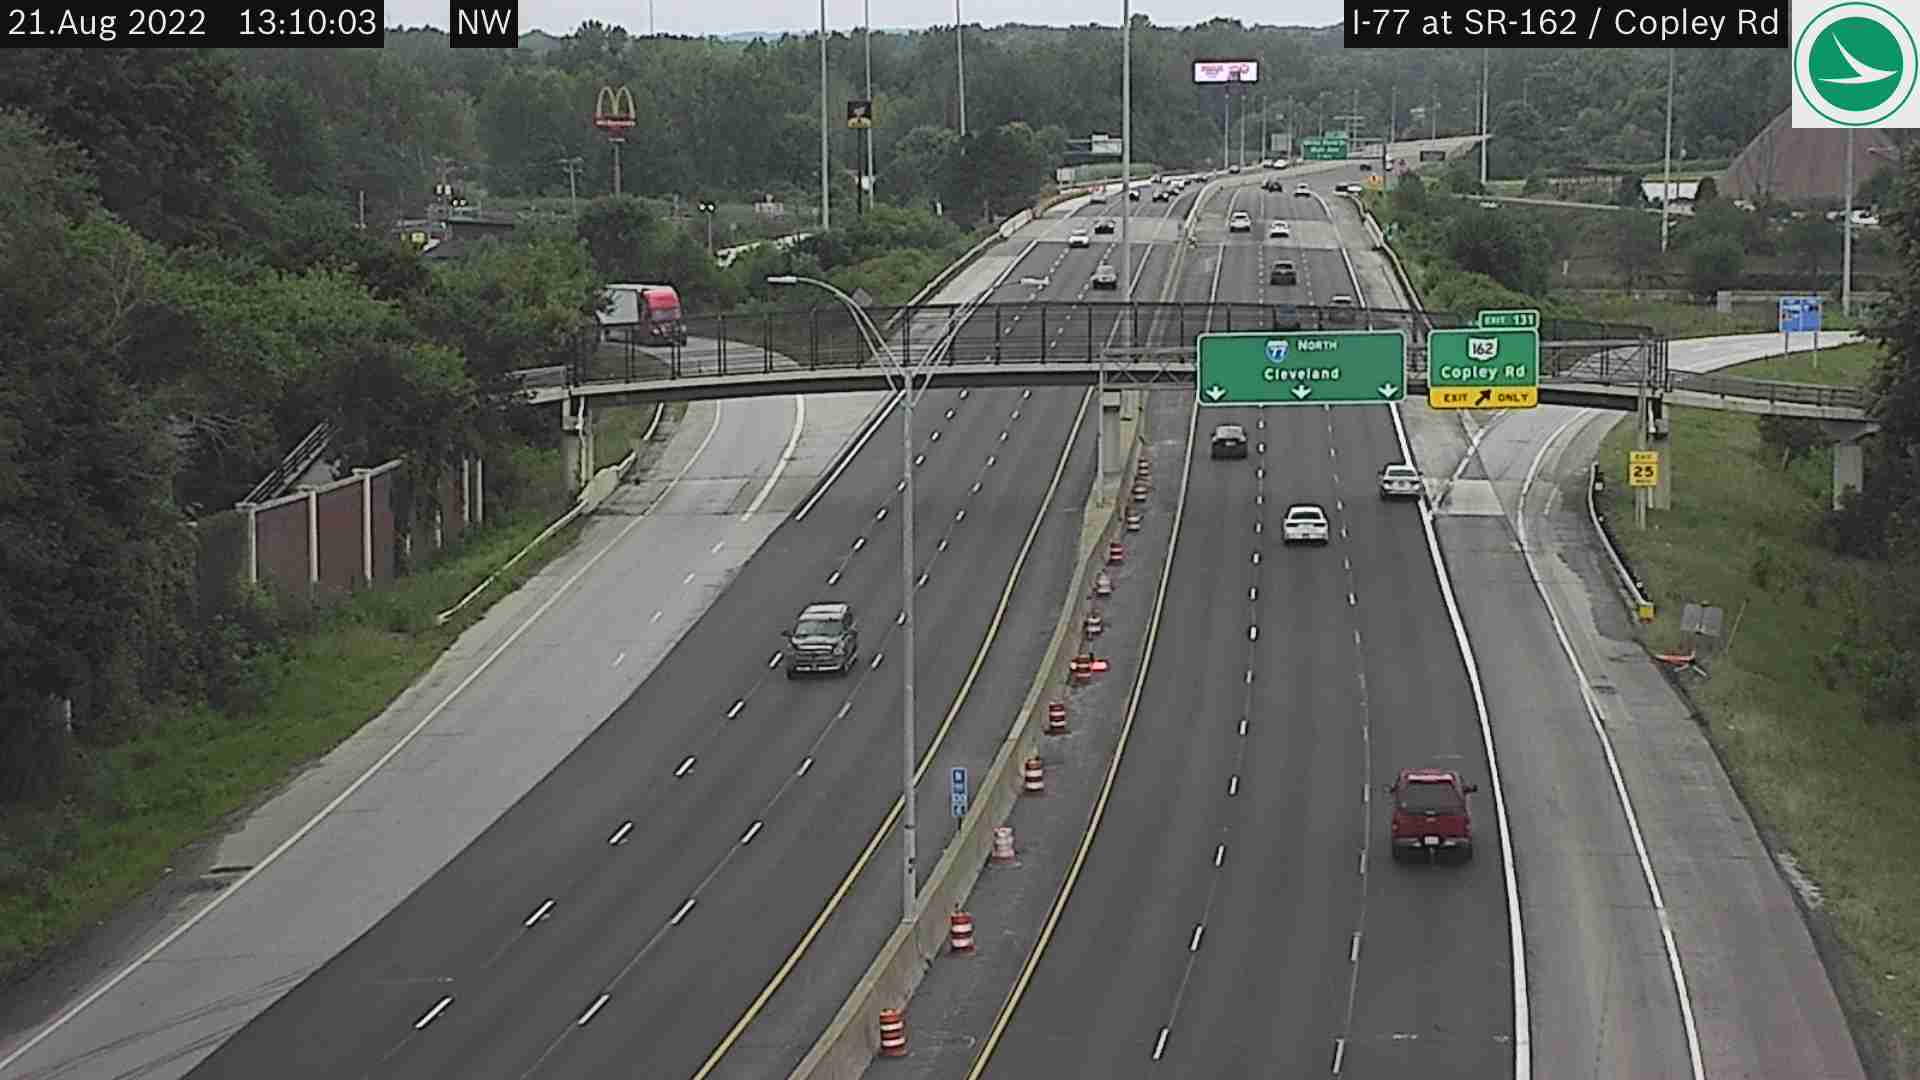 21.Aug 2022 13:10:03
NW
I-77 at SR-162 / Copley Rd
77 NORTH
Cleveland
EXIT 131
162
Copley Rd
EXIT ONLY
EXIT
25